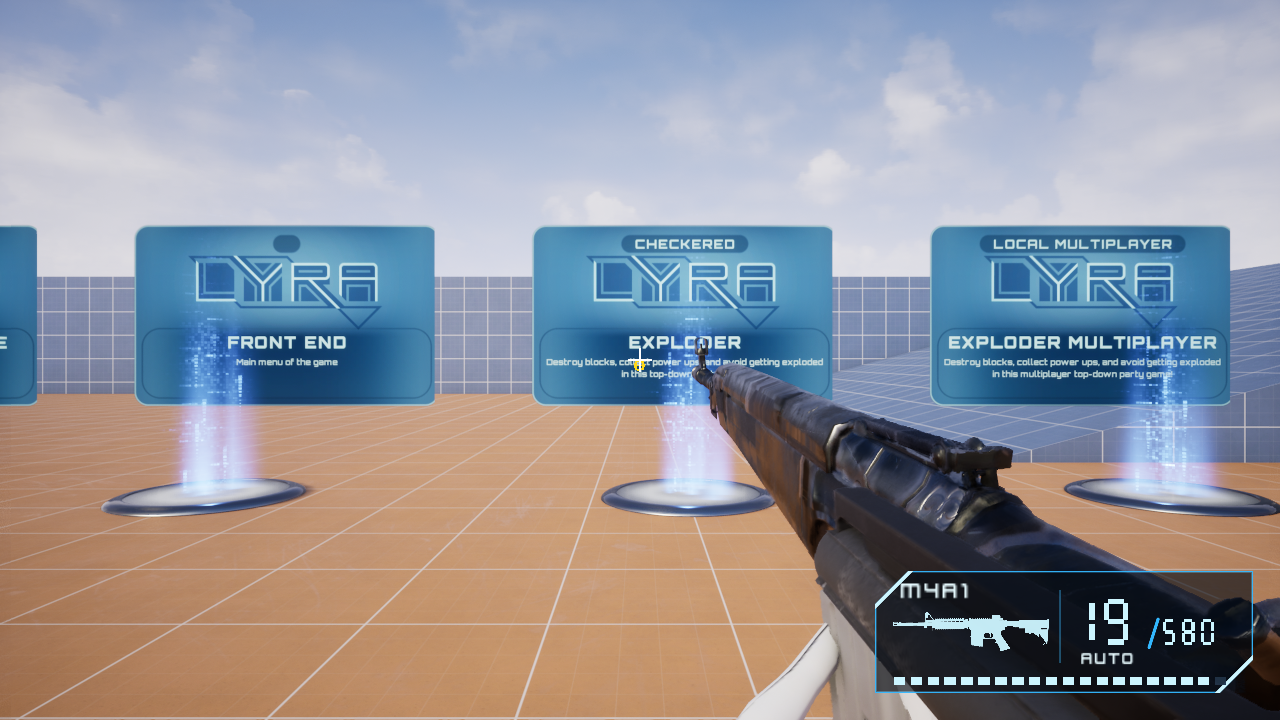 E
LYRA
FRONT END
Main menu of the game
CHECKERED
LYRA
EXPLODER
Destroy blocks, collect power ups, and avoid getting exploded
in this top-down
LOCAL MULTIPLAYER
LYRA
EXPLODER MULTIPLAYER
Destroy blocks, collect power ups, and avoid getting exploded
in this multiplayer top-down party game
M4A1
19 /580
AUTO